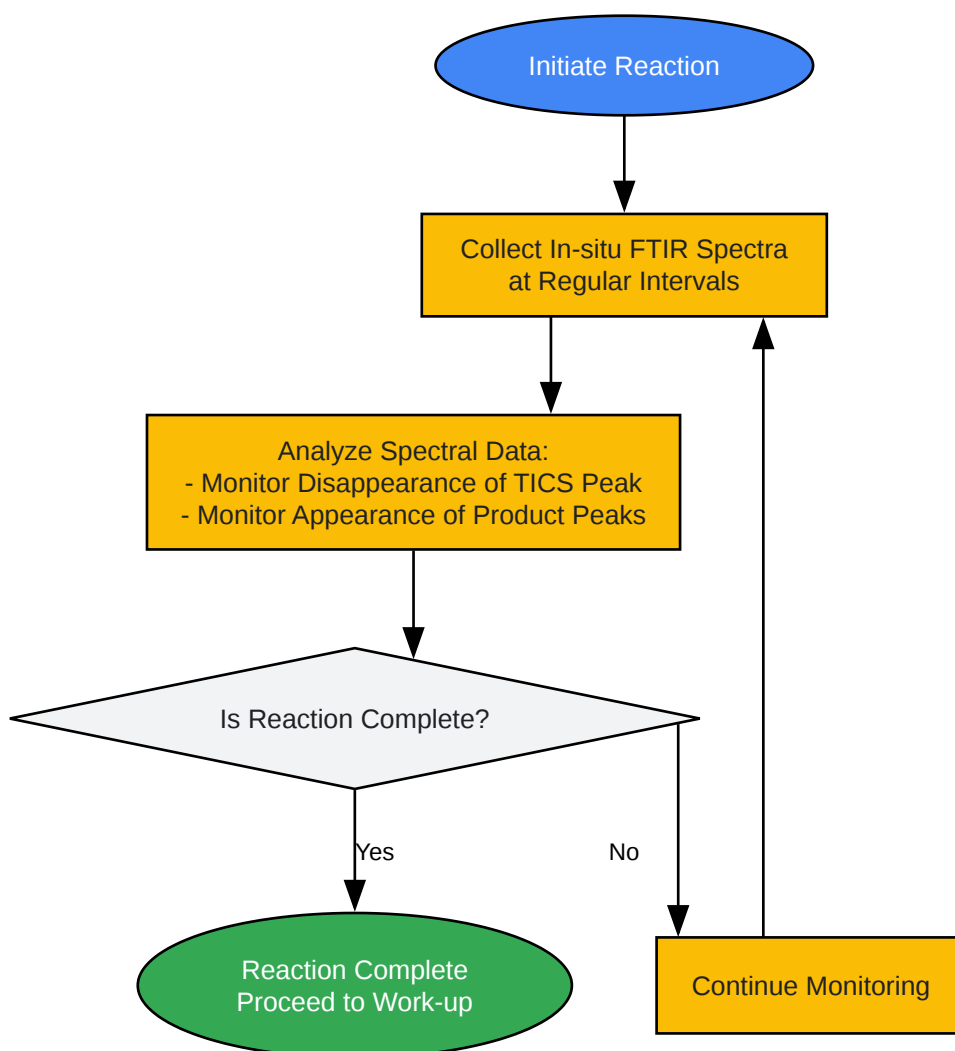 Initiate Reaction
Collect In-situ FTIR Spectra
at Regular Intervals
Analyze Spectral Data:
- Monitor Disappearance of TICS Peak
- Monitor Appearance of Product Peaks
Is Reaction Complete?
Yes
No
Reaction Complete
Proceed to Work-up
Continue Monitoring